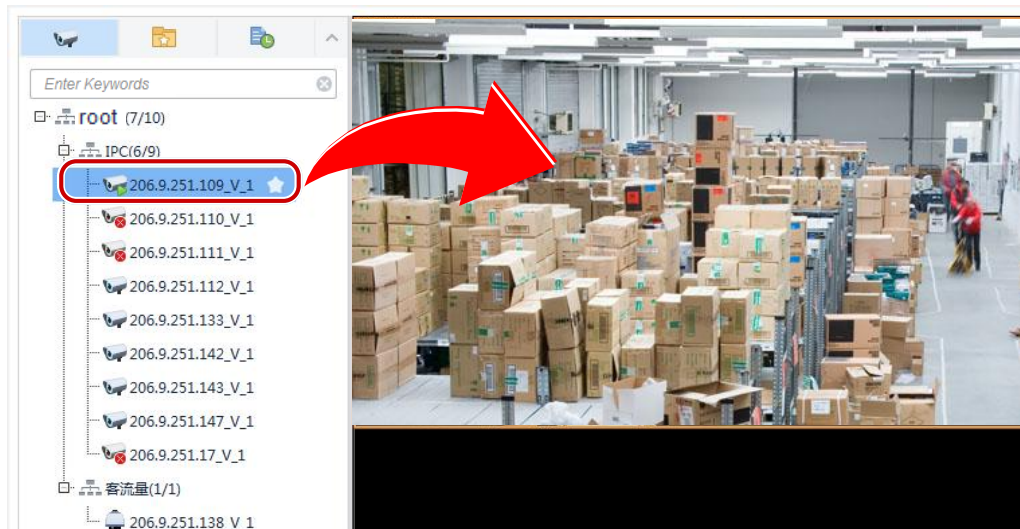 Enter Keywords
root (7/10)
IPC(6/9)
206.9.251.109_V_1
206.9.251.110_V_1
206.9.251.111_V_1
206.9.251.112_V_1
206.9.251.133_V_1
206.9.251.142_V_1
206.9.251.143_V_1
206.9.251.147_V_1
206.9.251.17_V_1
客流量(1/1)
206.9.251.138_V_1